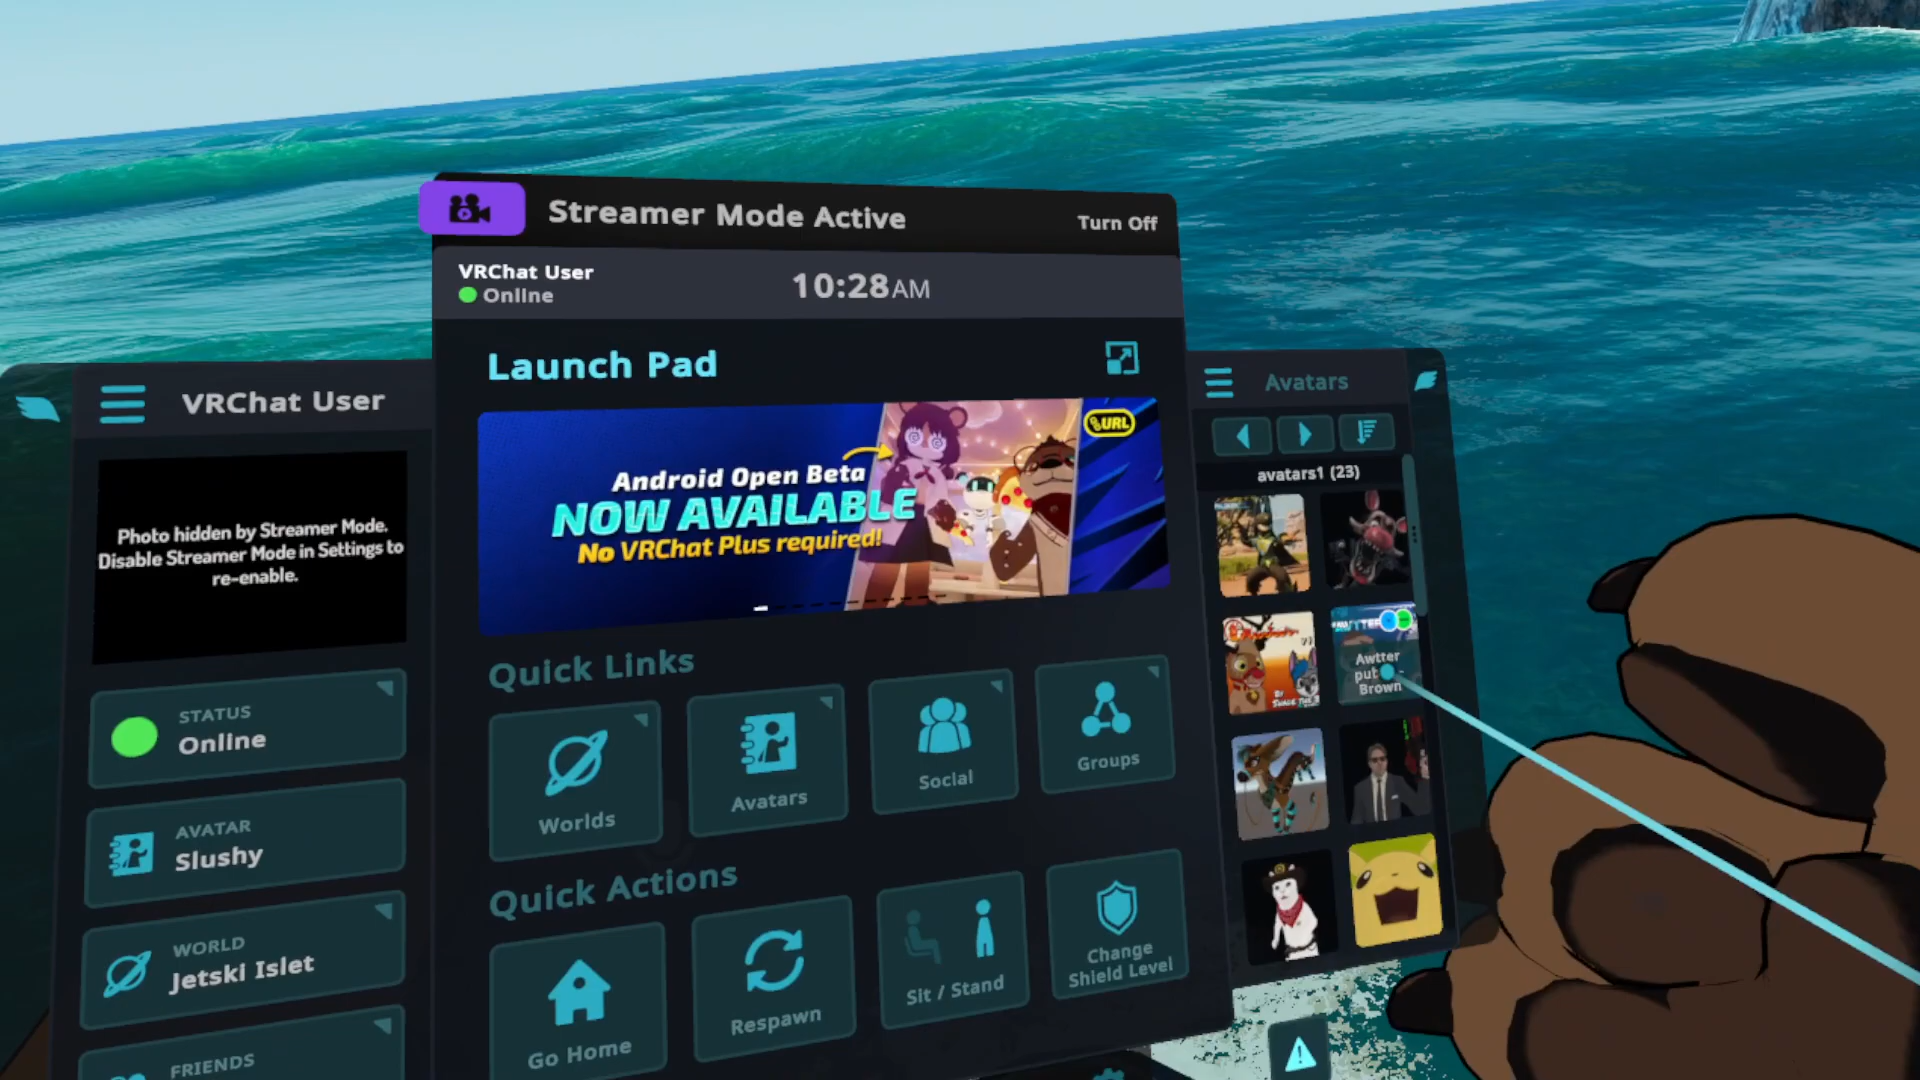 Streamer Mode Active
Turn Off
VRChat User
Online
10:28AM
Launch Pad
Android Open Beta
NOW AVAILABLE
No VRChat Plus required!
URL
Quick Links
Worlds
Avatars
Social
Groups
Quick Actions
Go Home
Respawn
Sit / Stand
Change
Shield Level
VRChat User
Photo hidden by Streamer Mode.
Disable Streamer Mode in Settings to
re-enable.
STATUS
Online
AVATAR
Slushy
WORLD
Jetski Islet
FRIENDS
Avatars
avatars1 (23)
Awtter
put
Brown